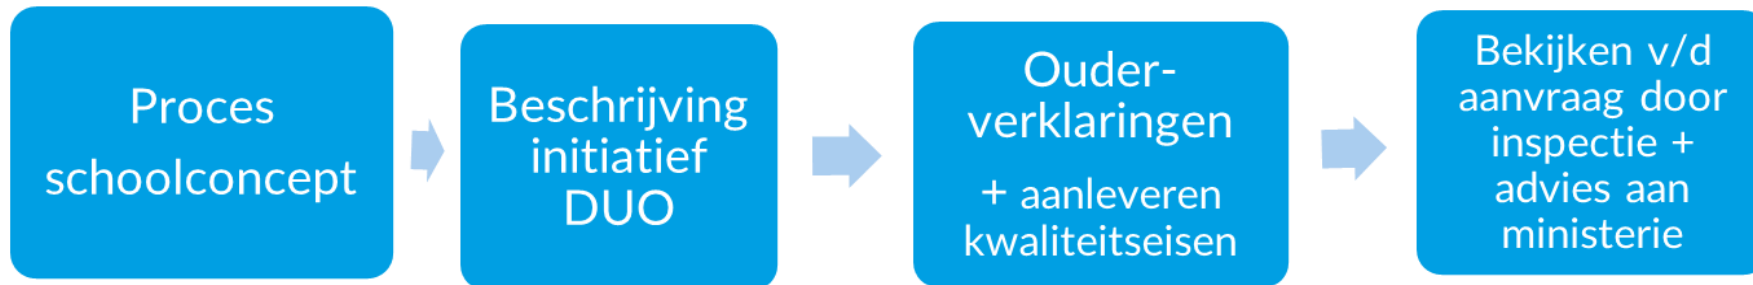 Proces
schoolconcept
Beschrijving
initiatief
DUO
Ouder-
verklaringen
+ aanleveren
kwaliteitseisen
Bekijken v/d
aanvraag door
inspectie +
advies aan
ministerie